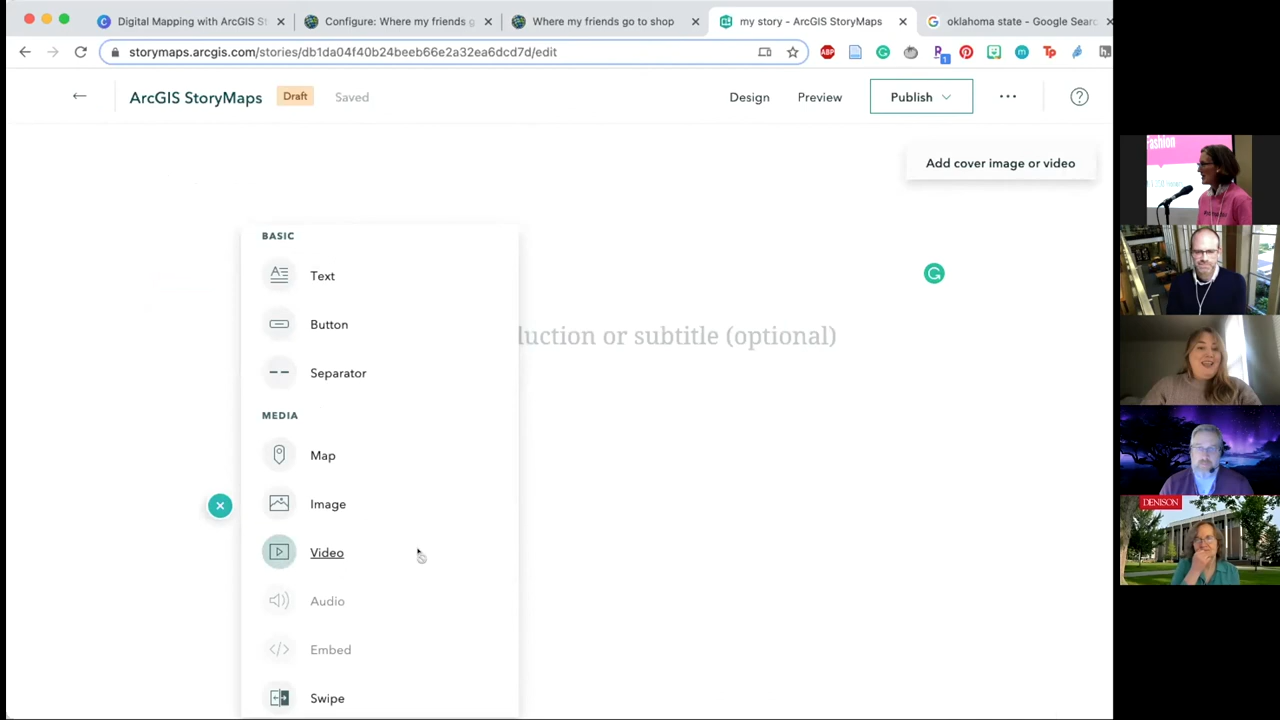 Digital Mapping with ArcGIS St
Configure: Where my friends g
Where my friends go to shop
my story - ArcGIS StoryMaps
oklahoma state - Google Sear
storymaps.arcgis.com/stories/db1da04f40b24beeb66e2a32ea6dcd7d/edit
ArcGIS StoryMaps
Draft
Saved
Design
Preview
Publish
Add cover image or video
BASIC
Text
Button
Separator
duction or subtitle (optional)
MEDIA
Map
Image
Video
Audio
Embed
Swipe
Fashion
DENISON